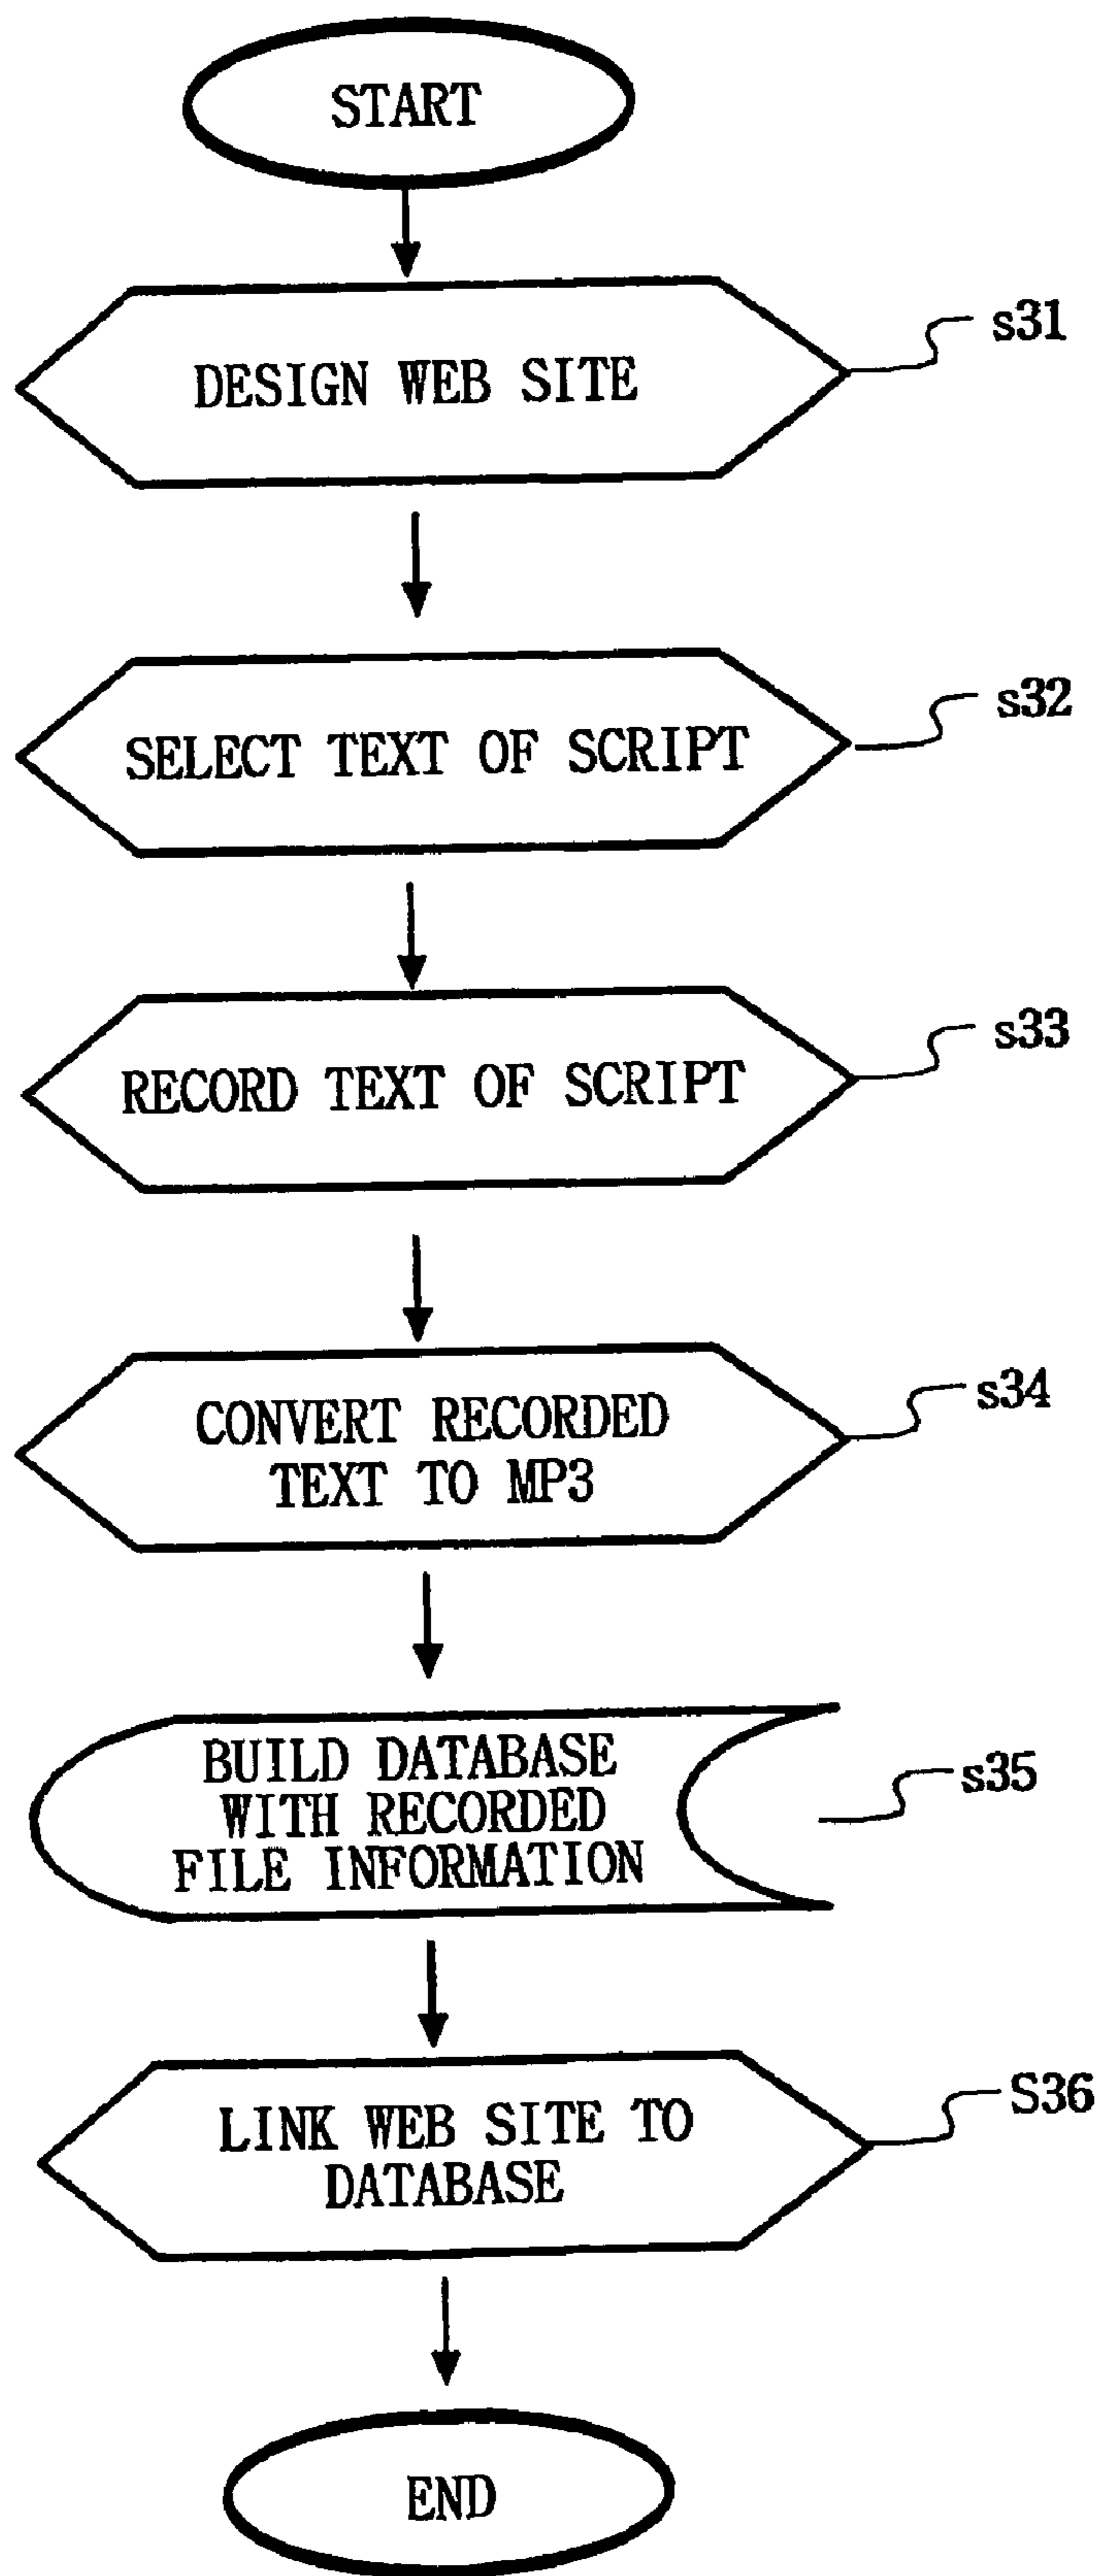 START
DESIGN WEB SITE
s31
SELECT TEXT OF SCRIPT
s32
RECORD TEXT OF SCRIPT
s33
CONVERT RECORDED
TEXT TO MP3
s34
BUILD DATABASE
WITH RECORDED
FILE INFORMATION
s35
LINK WEB SITE TO
DATABASE
S36
END